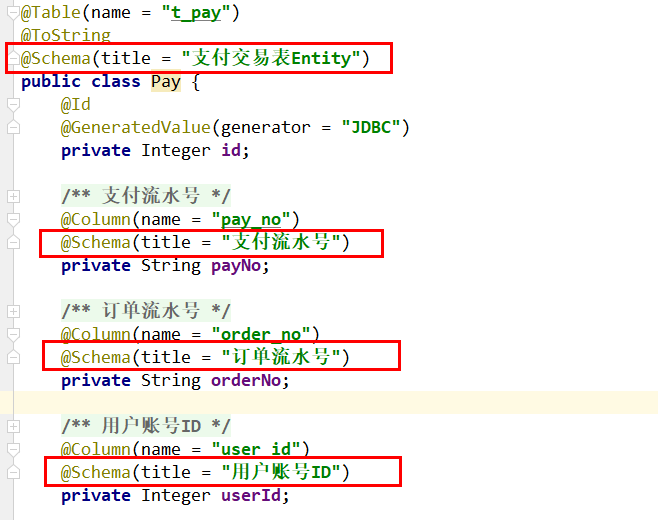 @Table(name = "t_pay")
@ToString
@Schema(title = "支付交易表Entity")
public class Pay {
    @Id
    @GeneratedValue(generator = "JDBC")
    private Integer id;

    /** 支付流水号 */
    @Column(name = "pay_no")
    @Schema(title = "支付流水号")
    private String payNo;

    /** 订单流水号 */
    @Column(name = "order_no")
    @Schema(title = "订单流水号")
    private String orderNo;

    /** 用户账号ID */
    @Column(name = "user_id")
    @Schema(title = "用户账号ID")
    private Integer userId;